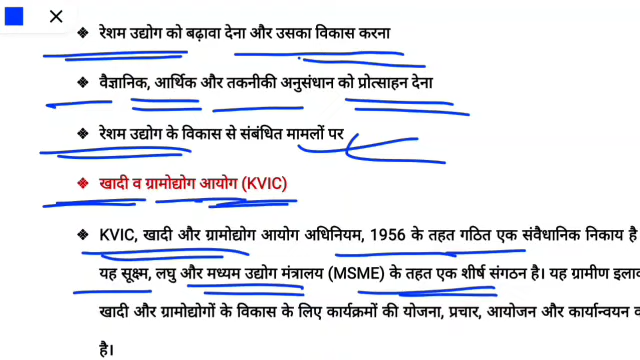 ❖ रेशम उद्योग को बढ़ावा देना और उसका विकास करना
❖ वैज्ञानिक, आर्थिक और तकनीकी अनुसंधान को प्रोत्साहन देना
❖ रेशम उद्योग के विकास से संबंधित मामलों पर
❖ खादी व ग्रामोद्योग आयोग (KVIC)
❖ KVIC, खादी और ग्रामोद्योग आयोग अधिनियम, 1956 के तहत गठित एक संवैधानिक निकाय है
यह सूक्ष्म, लघु और मध्यम उद्योग मंत्रालय (MSME) के तहत एक शीर्ष संगठन है। यह ग्रामीण
खादी और ग्रामोद्योगों के विकास के लिए कार्यक्रमों की योजना, प्रचार, आयोजन और कार्यान्वयन
है।